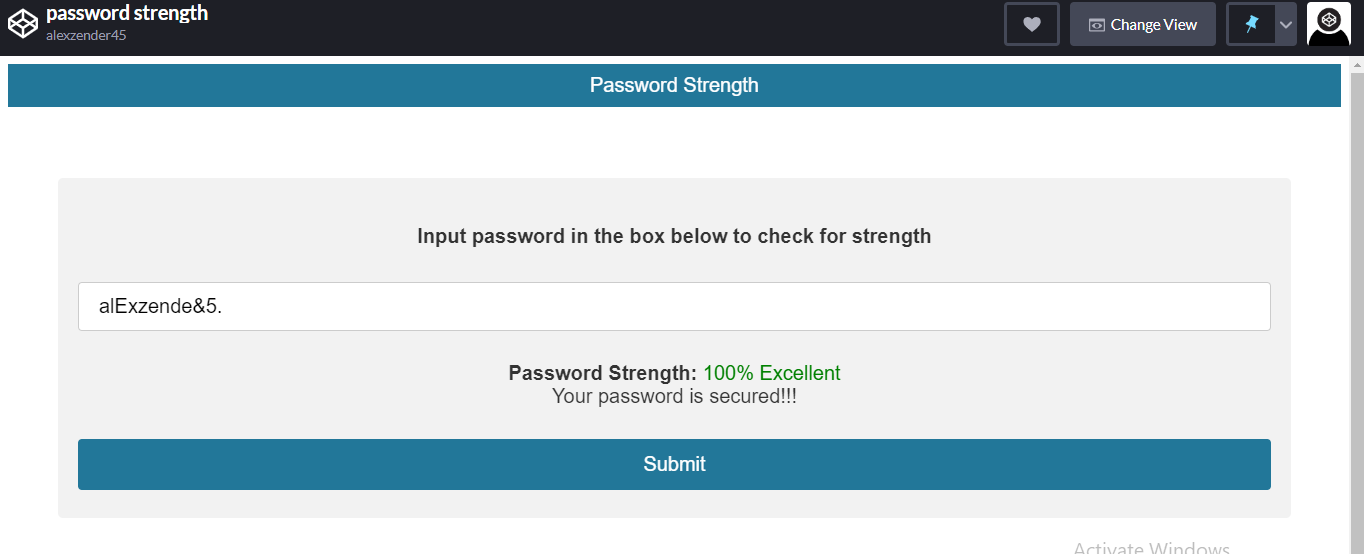 password strength
alexzender45
Change View
Password Strength
Input password in the box below to check for strength
alExzende&5.
Password Strength: 100% Excellent
Your password is secured!!!
Submit
Activate Windows